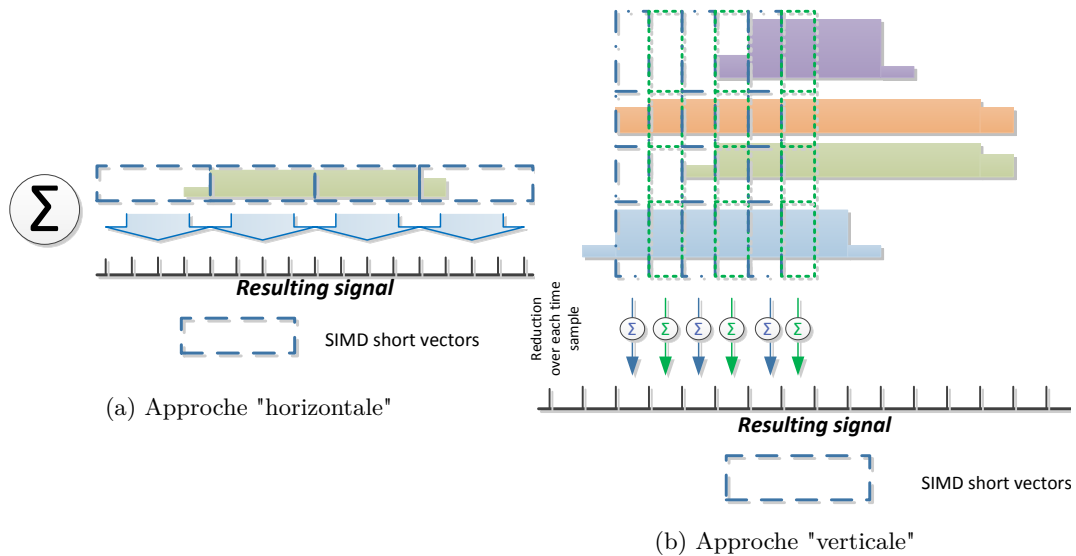 Σ
Resulting signal
SIMD short vectors
(a) Approche "horizontale"
Reduction
over each time
sample
Σ Σ Σ Σ Σ Σ
Resulting signal
SIMD short vectors
(b) Approche "verticale"